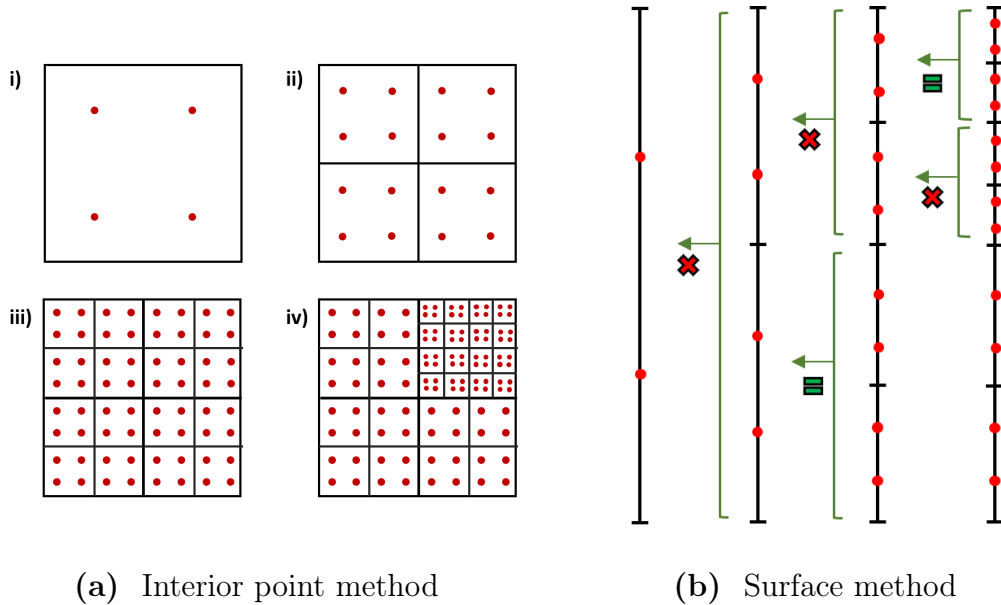 i)
ii)
iii)
iv)
(a) Interior point method
(b) Surface method